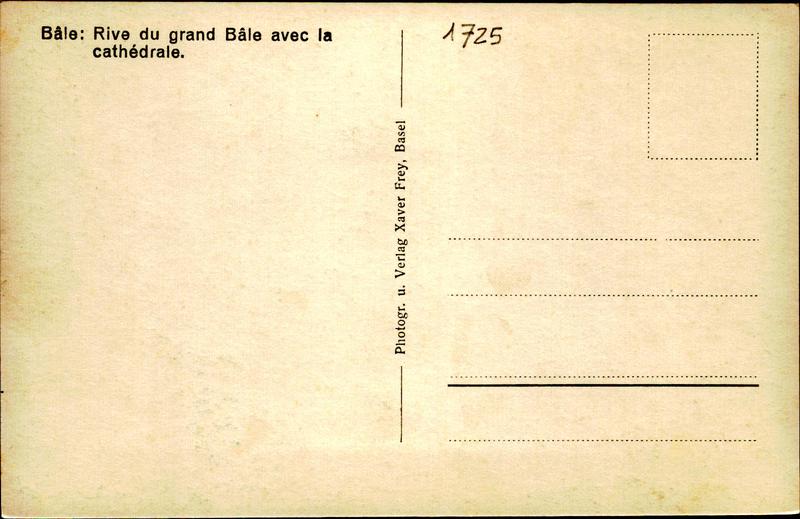 Bâle: Rive du grand Bâle avec la
cathédrale.
1725
Photogr. u. Verlag Xaver Frey, Basel